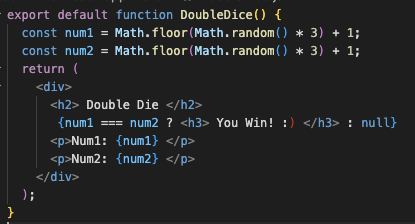 export default function DoubleDice() {
const num1 = Math.floor(Math.random() * 3) + 1;
const num2 = Math.floor(Math.random() * 3) + 1;
return (
<div>
<h2> Double Die </h2>
{num1 === num2 ? <h3> You Win! :) </h3> : null}
<p>Num1: {num1} </p>
<p>Num2: {num2} </p>
</div>
);
}